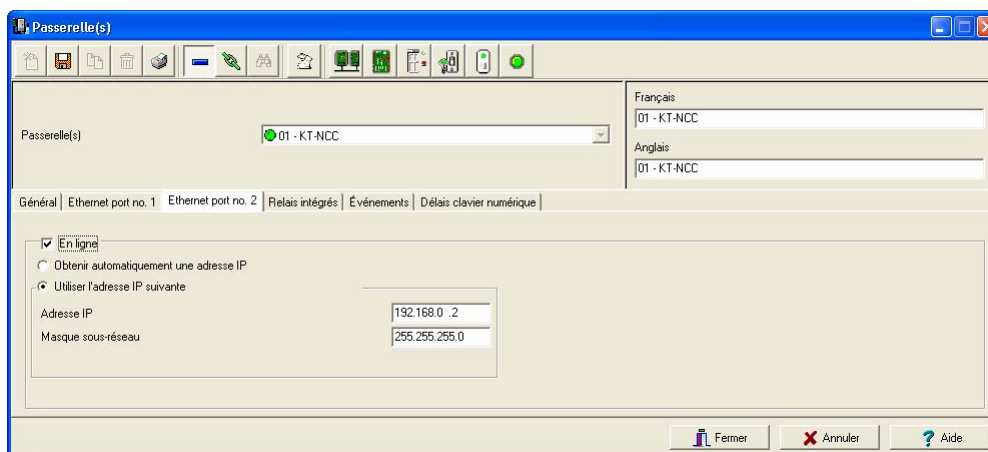 Passerelle(s)
Français
01 - KT-NCC
Passerelle(s)
01 - KT-NCC
Anglais
01 - KT-NCC
Général
Ethernet port no. 1
Ethernet port no. 2
Relais intégrés
Événements
Délais clavier numérique
En ligne
Obtenir automatiquement une adresse IP
Utiliser l'adresse IP suivante
Adresse IP
192.168.0 .2
Masque sous-réseau
255.255.255.0
Fermer
Annuler
Aide